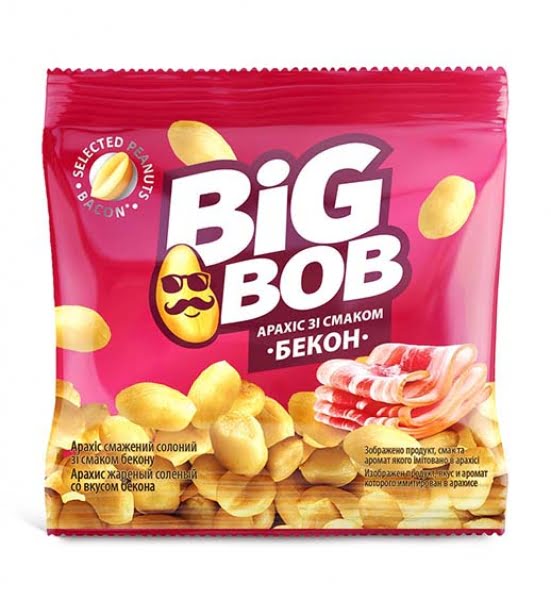 SELECTED PEANUTS
• BACON* •
BiG
BOB
АРАХІС ЗІ СМАКОМ
• БЕКОН •
Арахіс смажений солоний
зі смаком бекону
Арахис жареный соленый
со вкусом бекона
Зображено продукт, смак та
аромат якого імітовано в арахісі
Изображен продукт, вкус и аромат
которого имитирован в арахисе